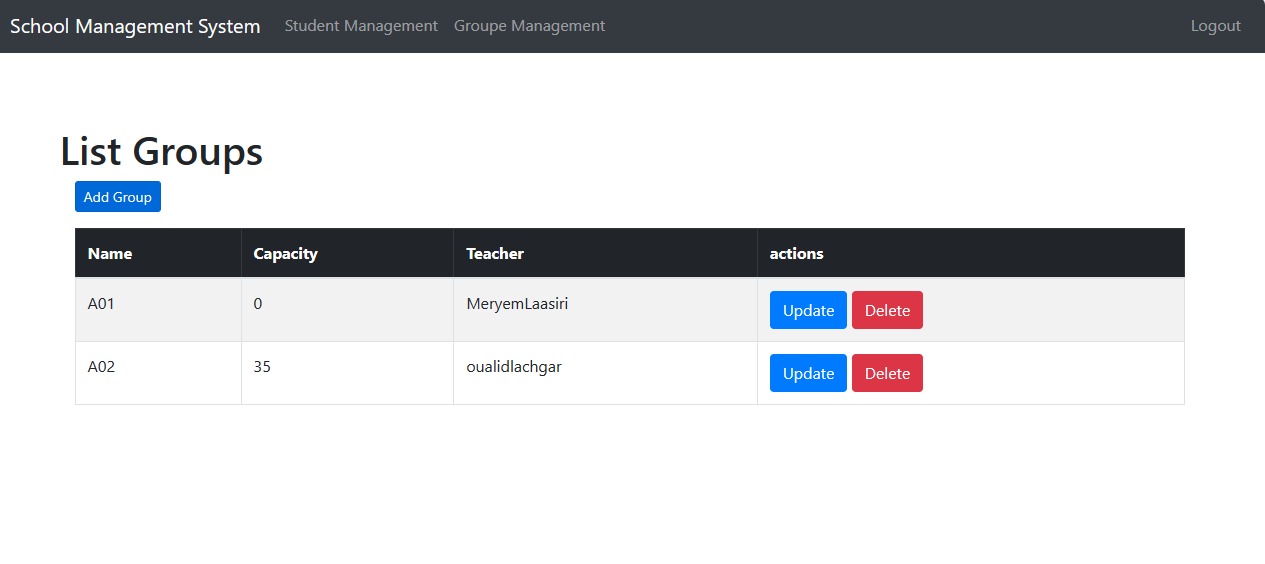 School Management System Student Management Groupe Management Logout
List Groups
Add Group
Name Capacity Teacher actions
A01 0 MeryemLaasiri Update Delete
A02 35 oualidlachgar Update Delete